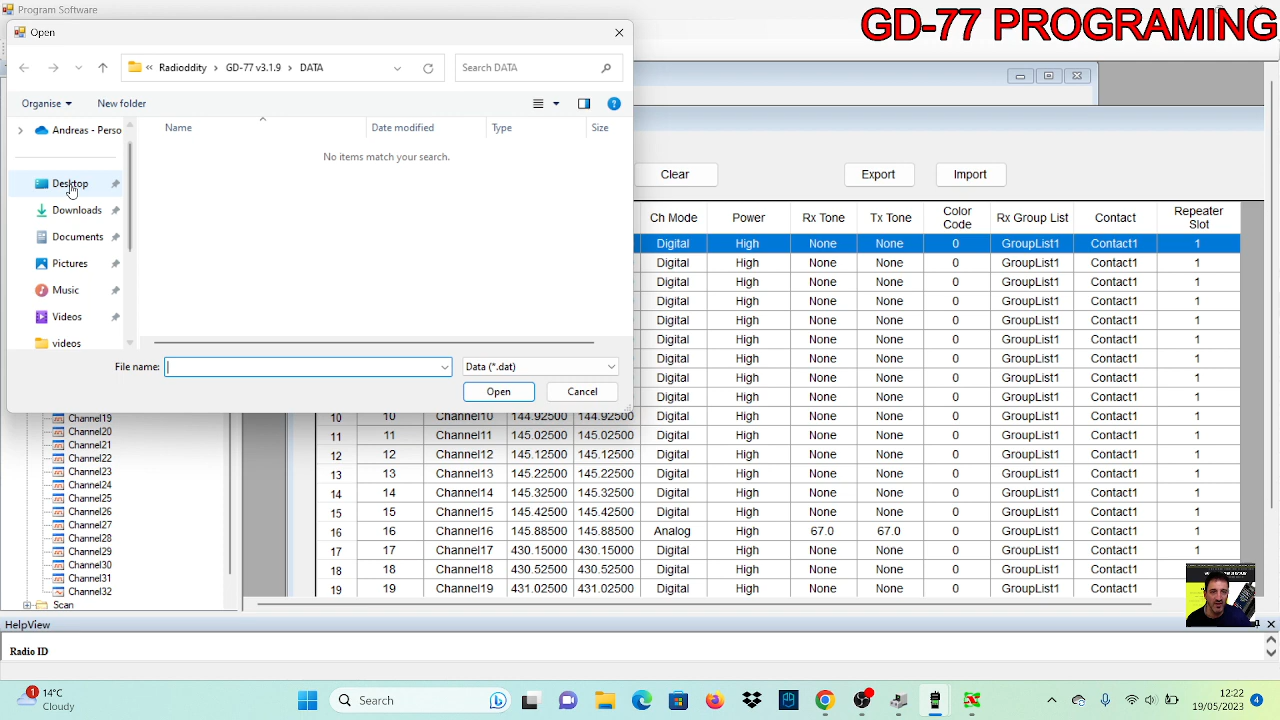 Program Software
GD-77 PROGRAMING
Open
« Radioddity > GD-77 v3.1.9 > DATA
Search DATA
Organise
New folder
Andreas - Perso
Desktop
Downloads
Documents
Pictures
Music
Videos
videos
Name Date modified Type Size
No items match your search.
File name:
Data (*.dat)
Open Cancel
Clear Export Import
Ch Mode Power Rx Tone Tx Tone Color Code Rx Group List Contact Repeater Slot
Digital High None None 0 GroupList1 Contact1 1
Digital High None None 0 GroupList1 Contact1 1
Digital High None None 0 GroupList1 Contact1 1
Digital High None None 0 GroupList1 Contact1 1
Digital High None None 0 GroupList1 Contact1 1
Digital High None None 0 GroupList1 Contact1 1
Digital High None None 0 GroupList1 Contact1 1
Digital High None None 0 GroupList1 Contact1 1
Digital High None None 0 GroupList1 Contact1 1
10 10 Channel10 144.92500 144.92500 Digital High None None 0 GroupList1 Contact1 1
11 11 Channel11 145.02500 145.02500 Digital High None None 0 GroupList1 Contact1 1
12 12 Channel12 145.12500 145.12500 Digital High None None 0 GroupList1 Contact1 1
13 13 Channel13 145.22500 145.22500 Digital High None None 0 GroupList1 Contact1 1
14 14 Channel14 145.32500 145.32500 Digital High None None 0 GroupList1 Contact1 1
15 15 Channel15 145.42500 145.42500 Digital High None None 0 GroupList1 Contact1 1
16 16 Channel16 145.88500 145.88500 Analog High 67.0 67.0 0 GroupList1 Contact1 1
17 17 Channel17 430.15000 430.15000 Digital High None None 0 GroupList1 Contact1 1
18 18 Channel18 430.52500 430.52500 Digital High None None 0 GroupList1 Contact1 1
19 19 Channel19 431.02500 431.02500 Digital High None None 0 GroupList1 Contact1 1
Channel19
Channel20
Channel21
Channel22
Channel23
Channel24
Channel25
Channel26
Channel27
Channel28
Channel29
Channel30
Channel31
Channel32
Scan
HelpView
Radio ID
1
14°C
Cloudy
Search
12:22
19/05/2023
4